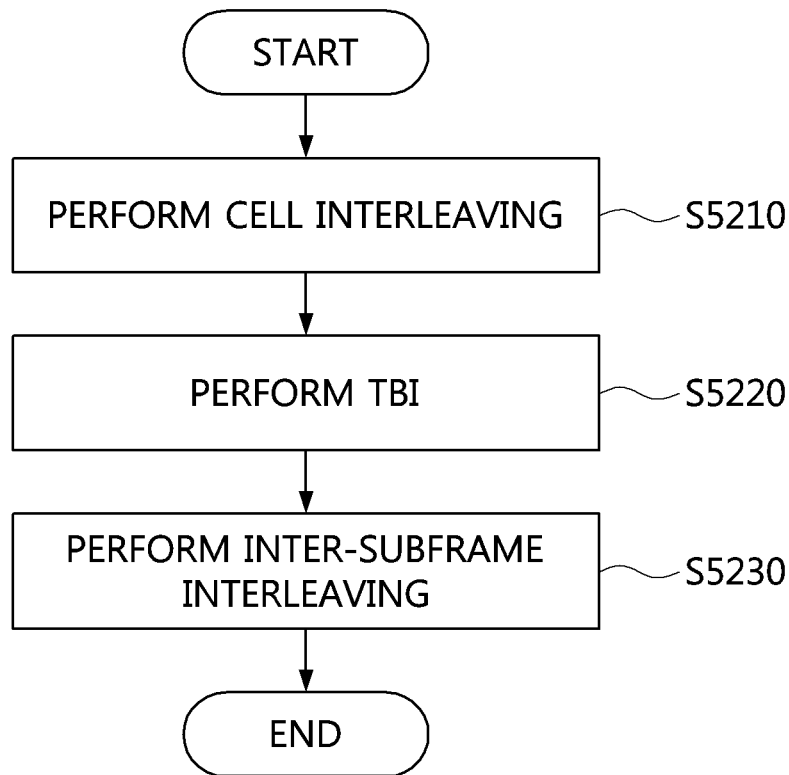 START
PERFORM CELL INTERLEAVING
S5210
PERFORM TBI
S5220
PERFORM INTER-SUBFRAME
INTERLEAVING
S5230
END